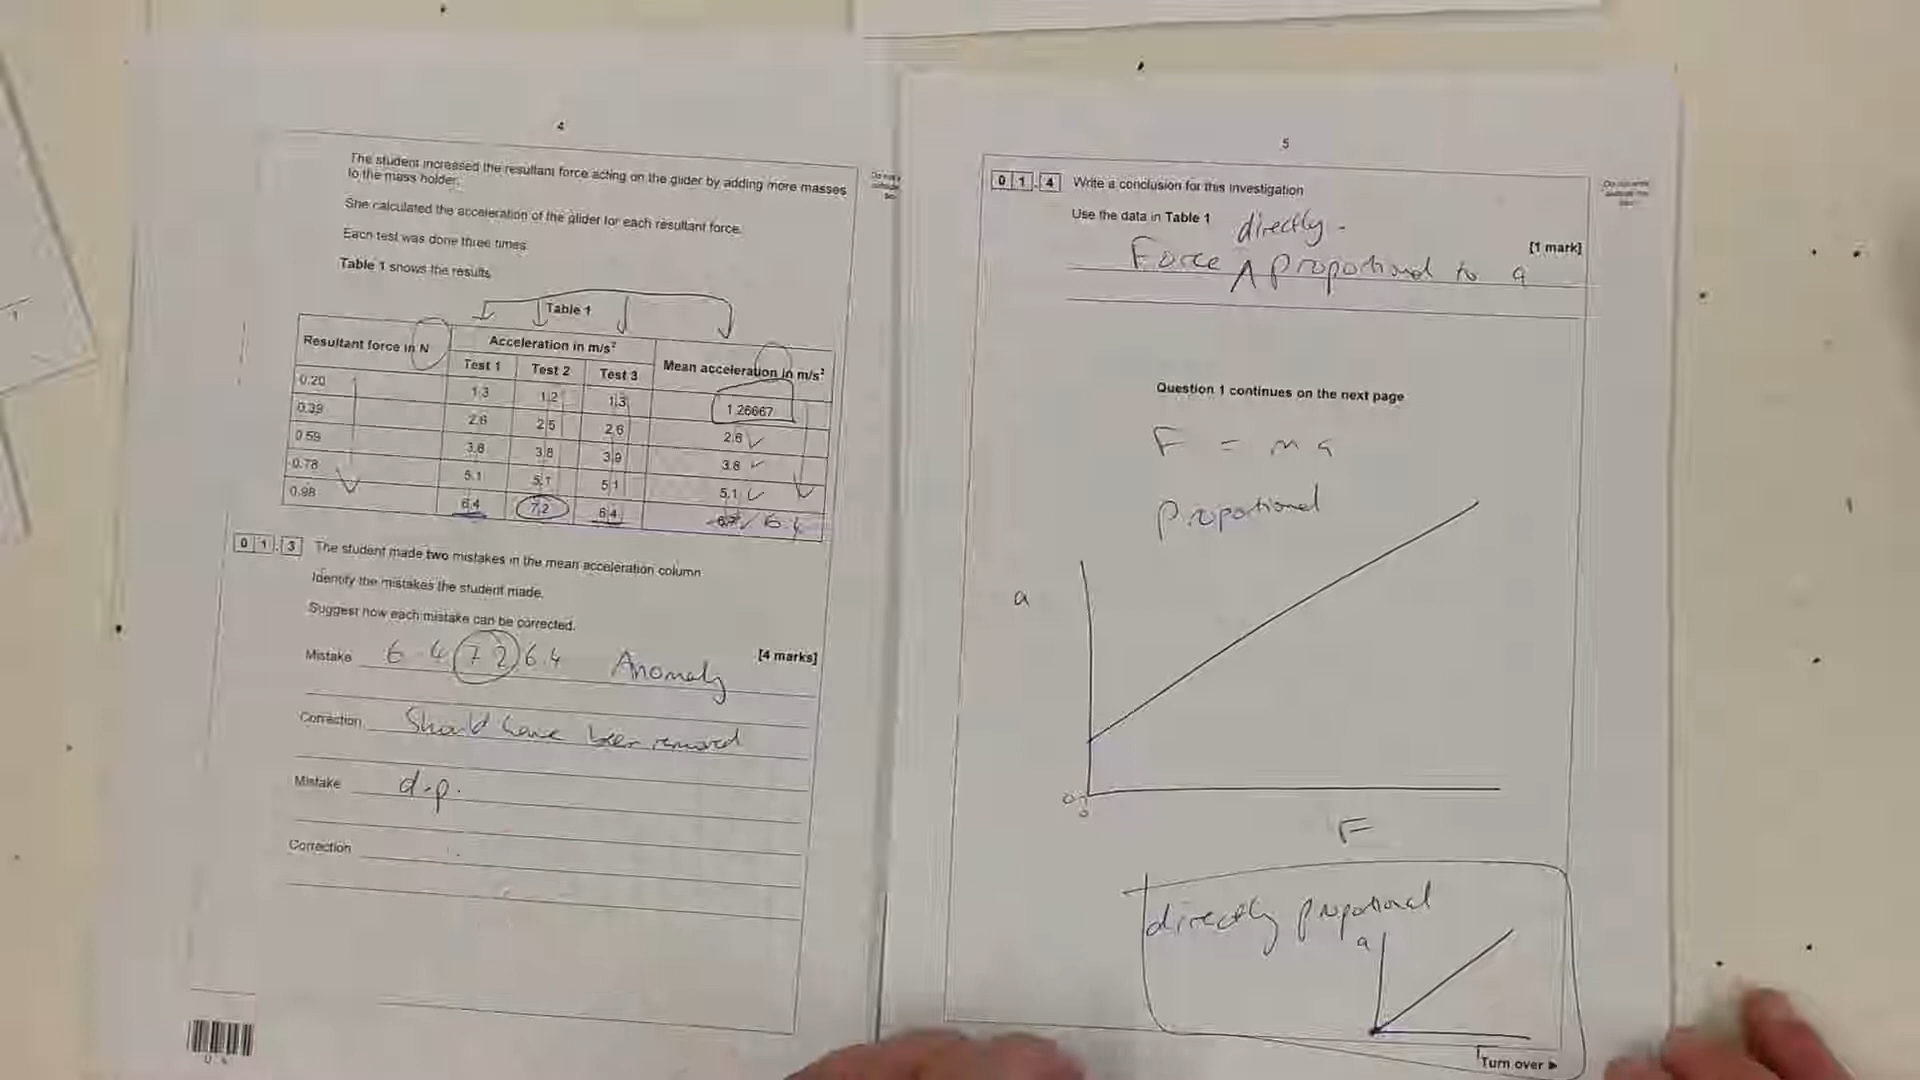 4
The student increased the resultant force acting on the glider by adding more masses
to the mass holder.
She calculated the acceleration of the glider for each resultant force.
Each test was done three times.
Table 1 shows the results
Table 1
Resultant force in N
Acceleration in m/s²
Mean acceleration in m/s²
Test 1 Test 2 Test 3
0.20 1.3 1.2 1.3 1.26667
0.39 2.6 2.5 2.6 2.6
0.59 3.8 3.8 3.9 3.8
0.78 5.1 5.1 5.1 5.1
0.98 6.4 7.2 6.4 6.7 6.4
0 1 . 3 The student made two mistakes in the mean acceleration column
Identify the mistakes the student made.
Suggest how each mistake can be corrected.
[4 marks]
Mistake 6.4 7.2 6.4 Anomaly
Correction Should have been removed
Mistake d.p.
Correction
5
0 1 . 4 Write a conclusion for this investigation
Use the data in Table 1
[1 mark]
directly
Force ∧ proportional to a
Question 1 continues on the next page
F = ma
proportional
a
0
0
F
directly proportional
a
Turn over ►